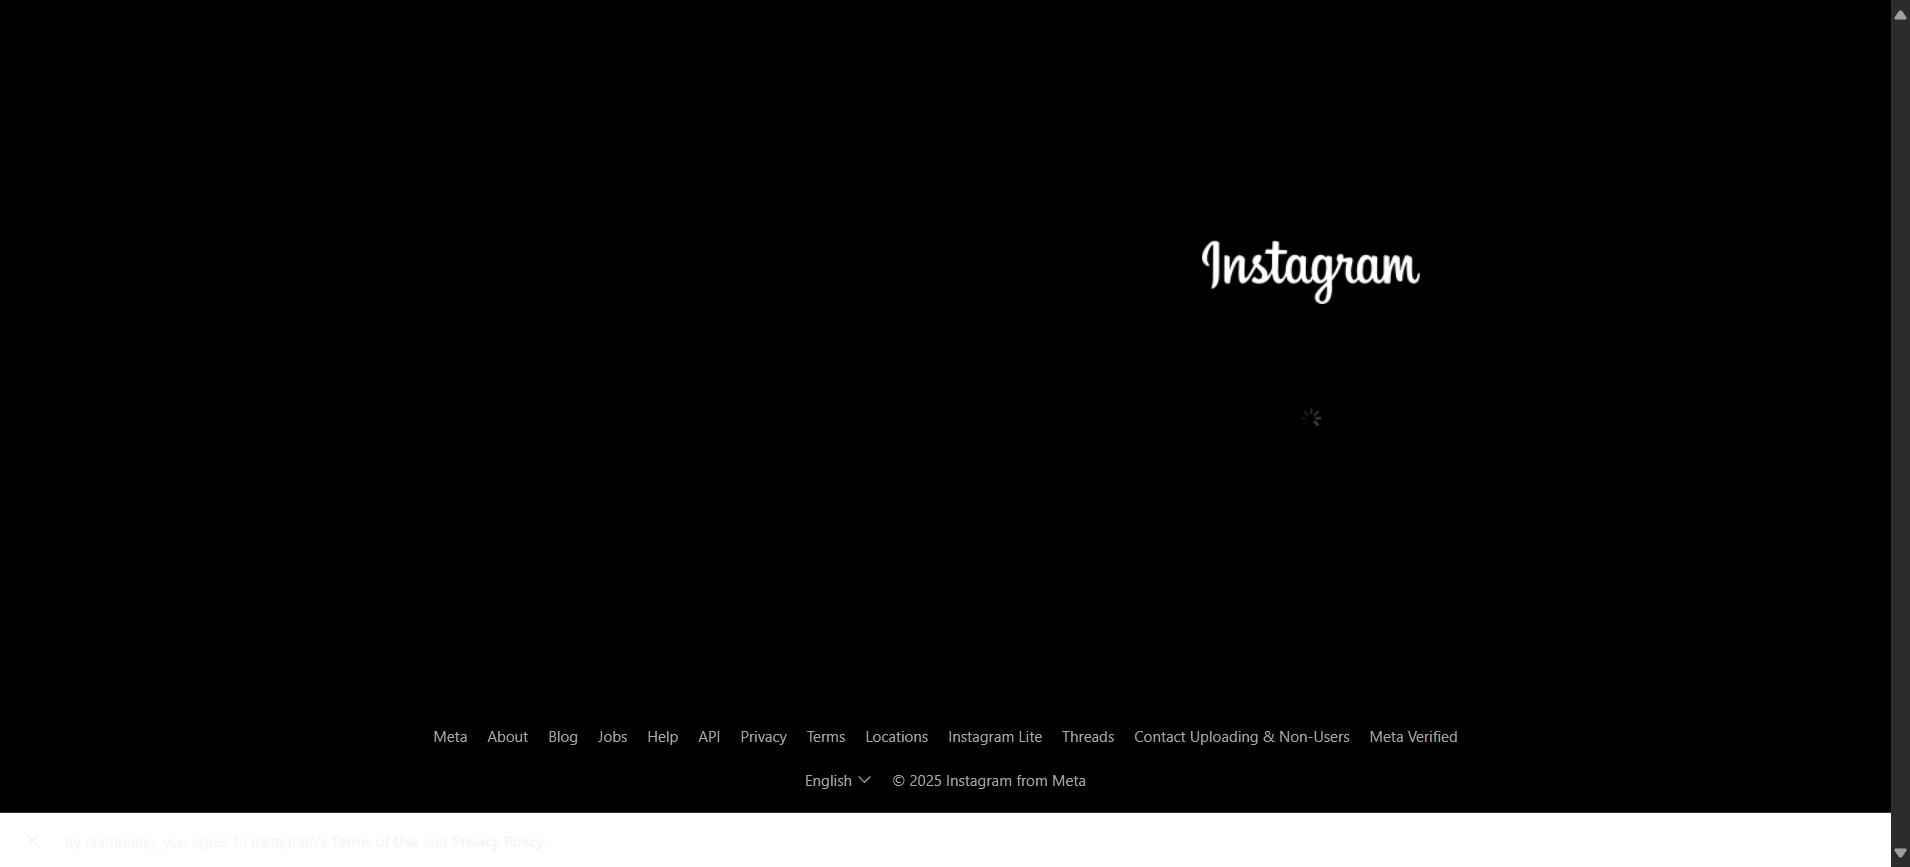 Instagram
Meta About Blog Jobs Help API Privacy Terms Locations Instagram Lite Threads Contact Uploading & Non-Users Meta Verified
English © 2025 Instagram from Meta
By continuing, you agree to Instagram's Terms of Use and Privacy Policy.